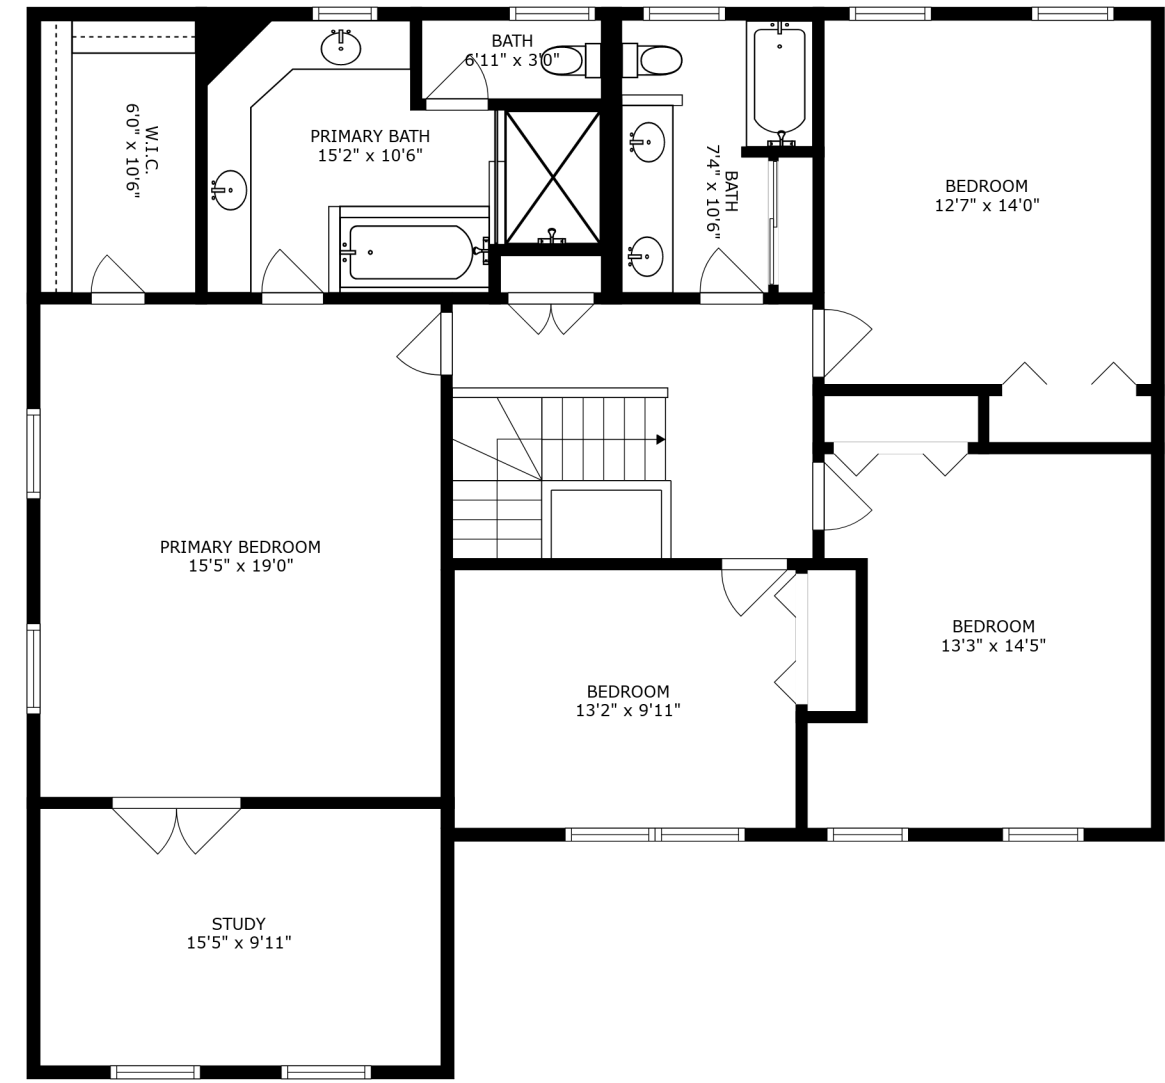 BATH
6'11" x 3'0"
W.I.C.
6'0" x 10'6"
PRIMARY BATH
15'2" x 10'6"
BATH
7'4" x 10'6"
BEDROOM
12'7" x 14'0"
PRIMARY BEDROOM
15'5" x 19'0"
BEDROOM
13'3" x 14'5"
BEDROOM
13'2" x 9'11"
STUDY
15'5" x 9'11"